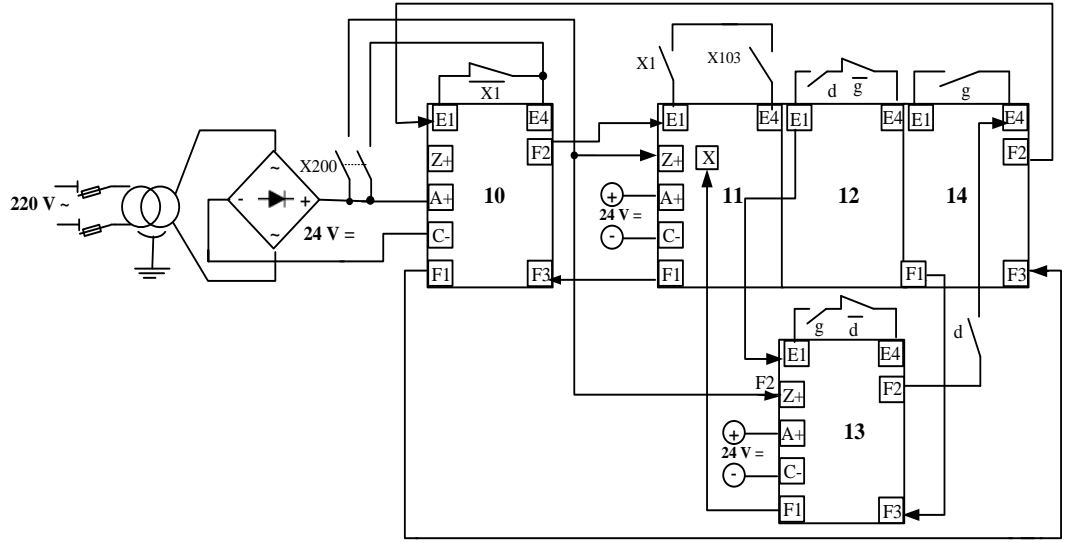 X1
X103
d
g
g
X1
E1
E4
E1
E4
E1
E4
E1
E4
F2
F2
X200
Z+
Z+
X
~
220 V ~
-
+
A+
10
+
A+
11
12
14
24 V =
24 V =
~
C-
-
C-
F1
F3
F1
F1
F3
g
d
d
E1
E4
F2
F2
Z+
+
A+
13
24 V =
-
C-
F1
F3